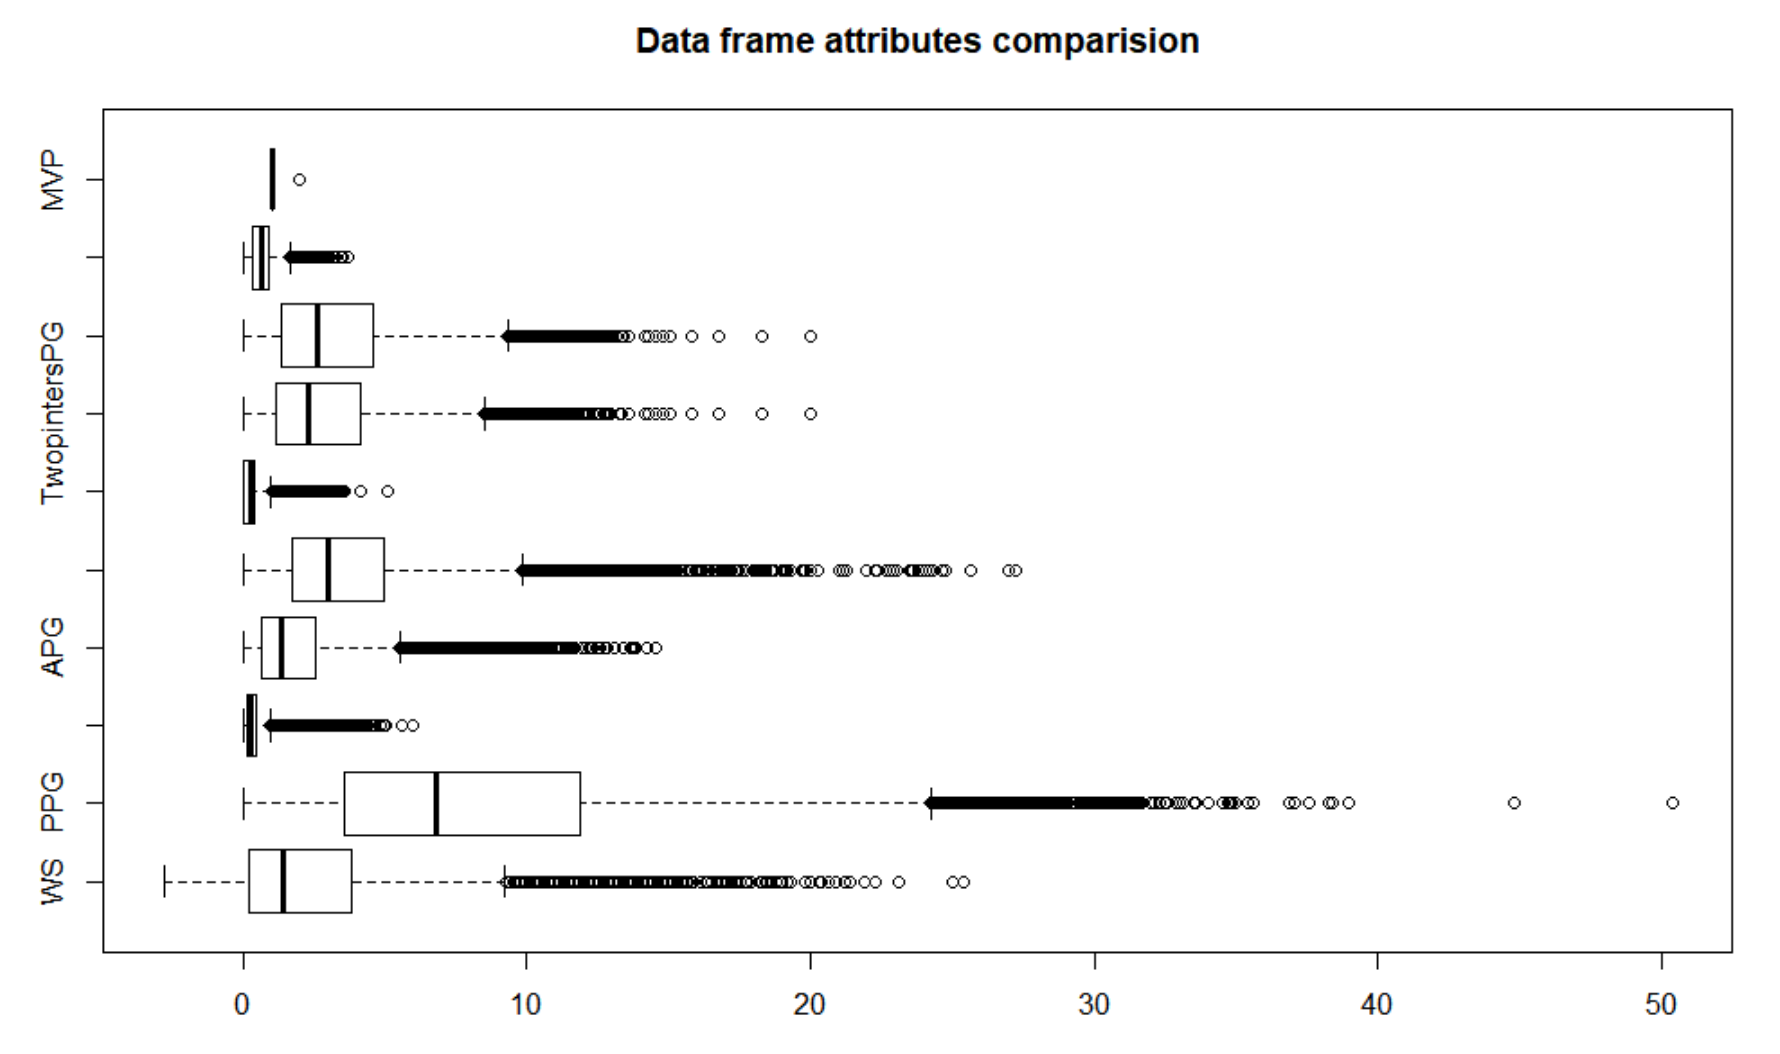 Data frame attributes comparision
MVP
TwopintersPG
APG
PPG
WS
0 10 20 30 40 50